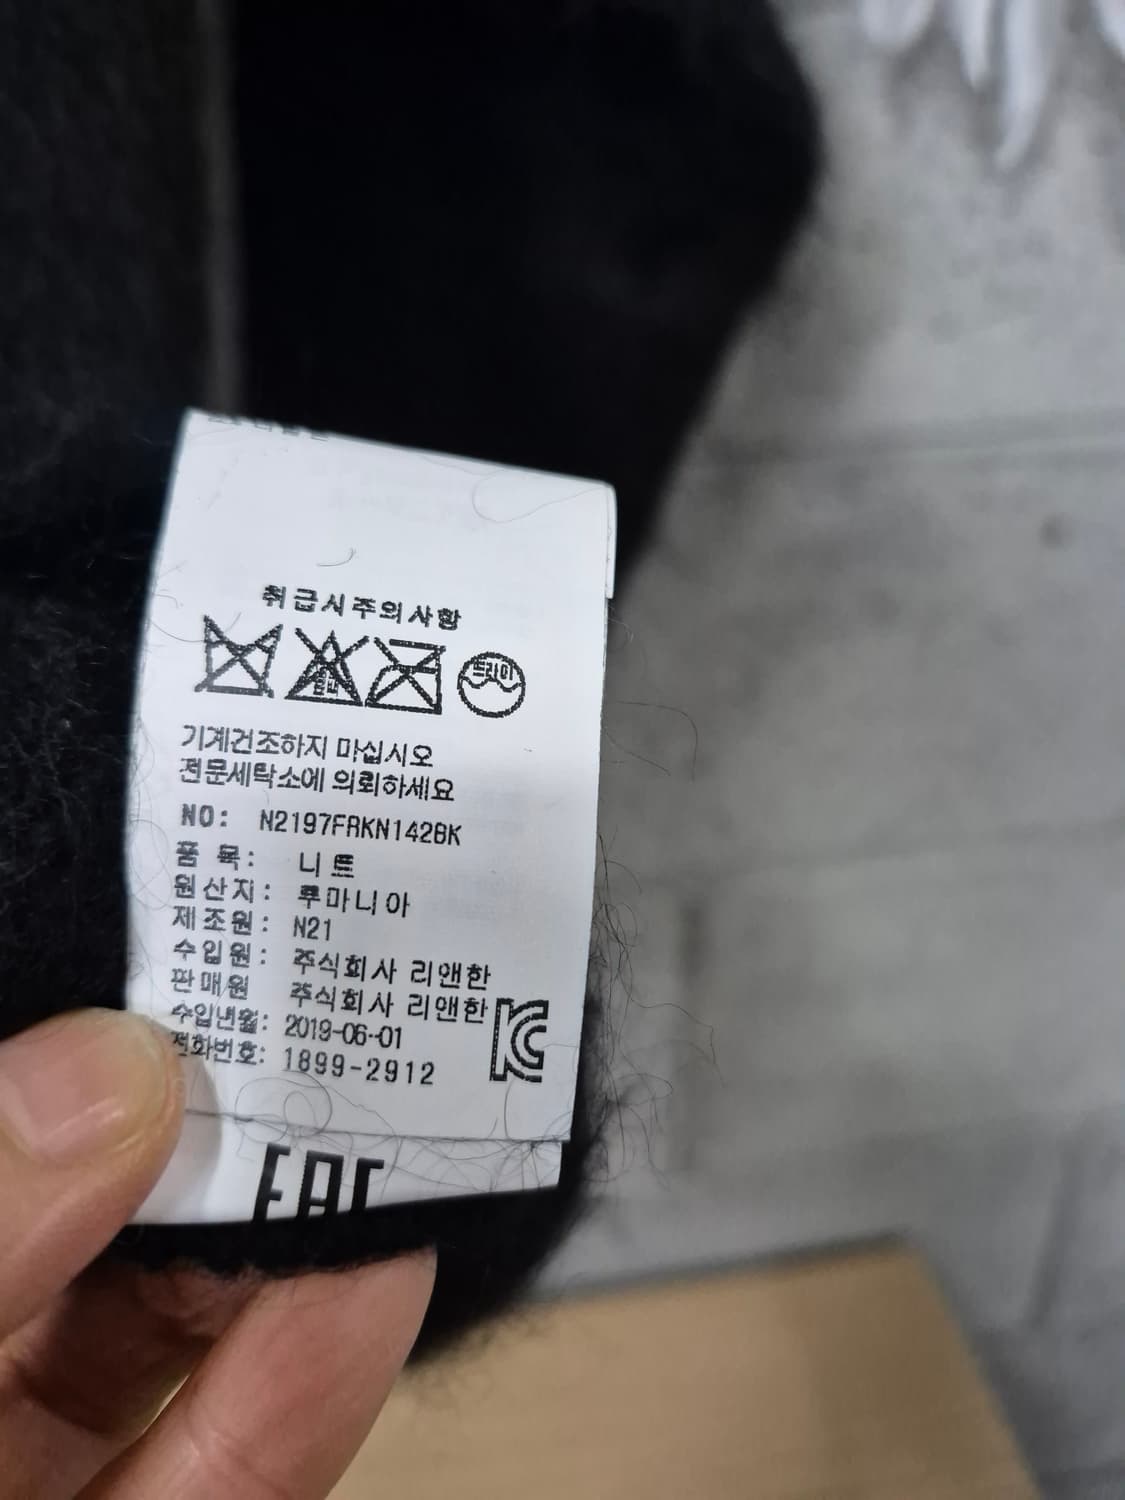 취급시주의사항
드라이
기계건조하지 마십시오
전문세탁소에 의뢰하세요
NO: N2197FRKN142BK
품 목: 니트
원산지: 루마니아
제조원: N21
수입원: 주식회사 리앤한
판매원 주식회사 리앤한
수입년월: 2019-06-01
전화번호: 1899-2912
EAC